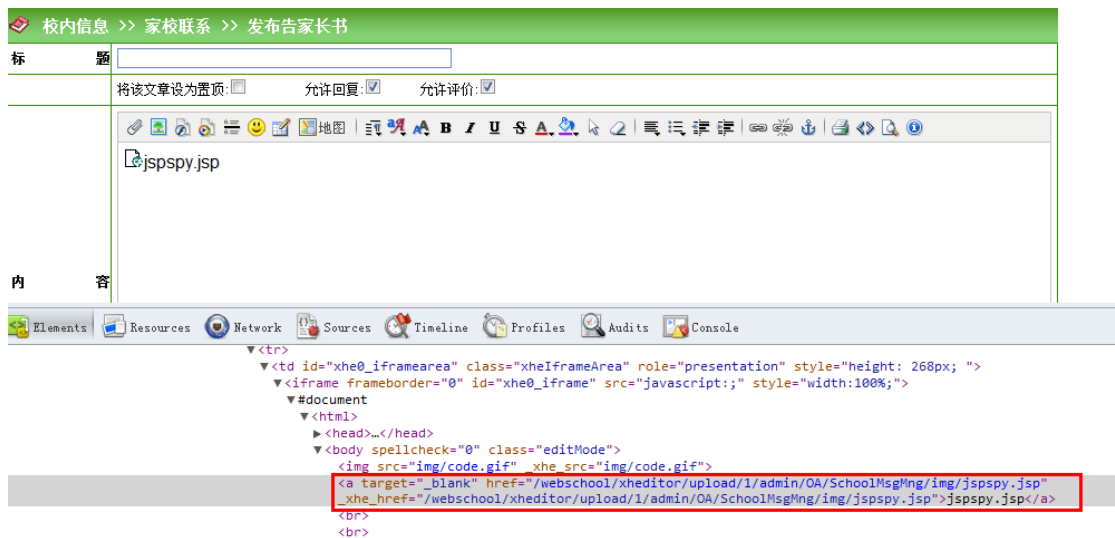 校内信息 >> 家校联系 >> 发布告家长书
标 题
将该文章设为置顶: 允许回复: 允许评价:
地图 B I U S A
jspspy.jsp
内 容
Elements Resources Network Sources Timeline Profiles Audits Console
▼<tr>
▼<td id="xhe0_iframearea" class="xheIframeArea" role="presentation" style="height: 268px; ">
▼<iframe frameborder="0" id="xhe0_iframe" src="javascript:;" style="width:100%;">
▼#document
▼<html>
▶<head>…</head>
▼<body spellcheck="0" class="editMode">
<img src="img/code.gif" _xhe_src="img/code.gif">
<a target="_blank" href="/webschool/xheditor/upload/1/admin/OA/SchoolMsgMng/img/jspspy.jsp"
_xhe_href="/webschool/xheditor/upload/1/admin/OA/SchoolMsgMng/img/jspspy.jsp">jspspy.jsp</a>
<br>
<br>